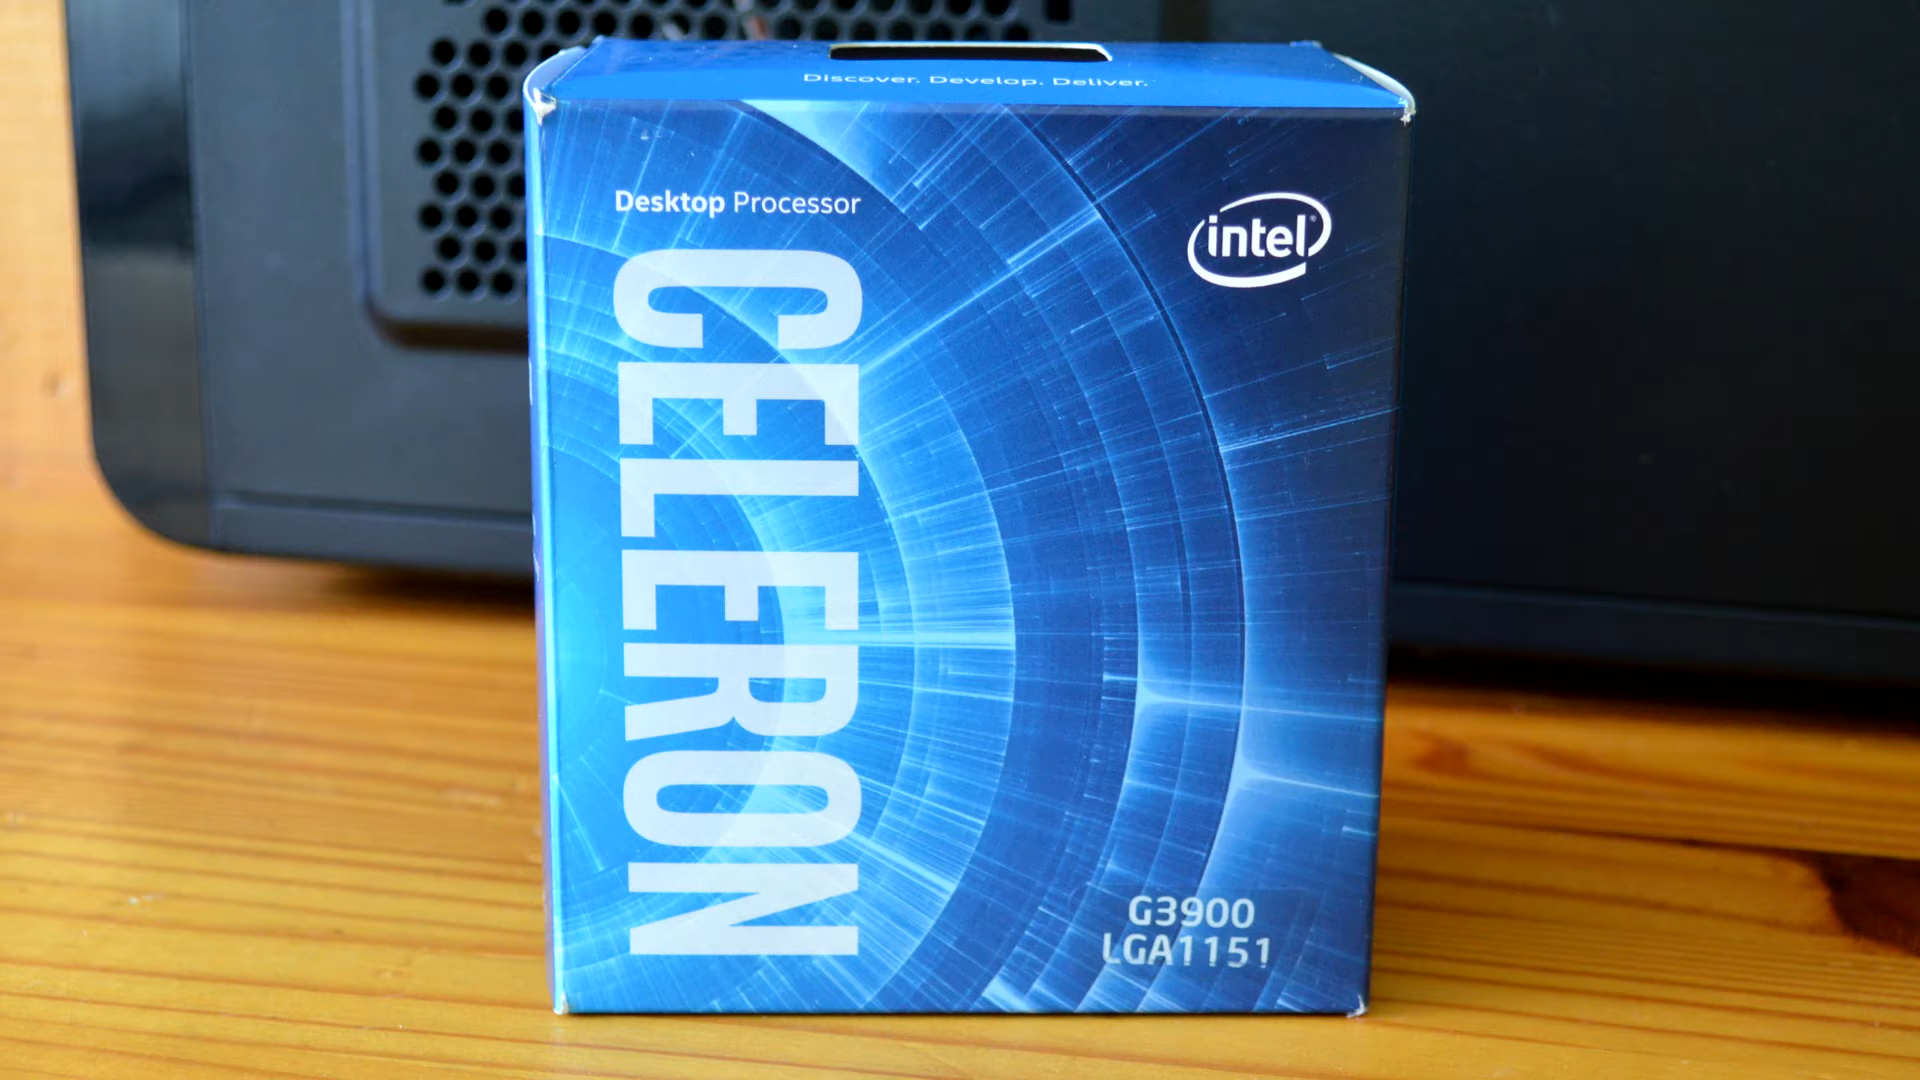 Discover. Develop. Deliver.
Desktop Processor
intel®
CELERON
G3900
LGA1151